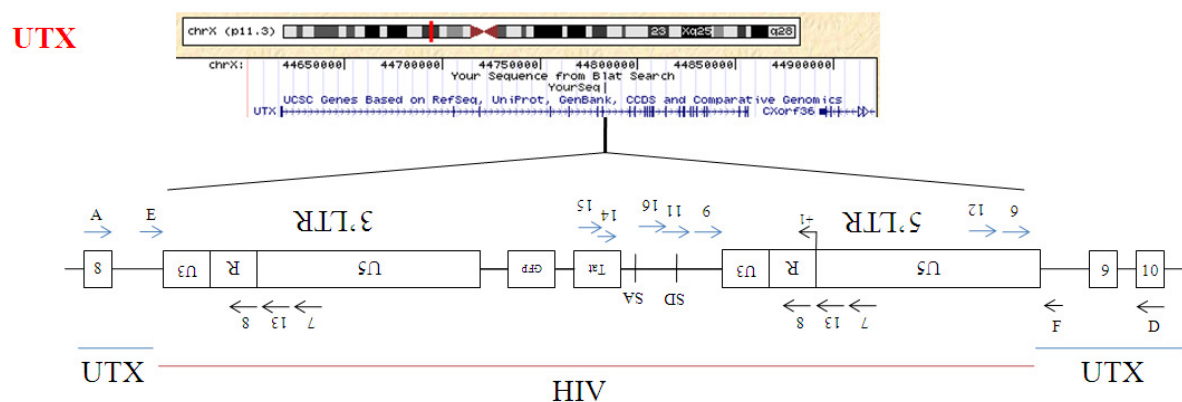 UTX
chrX (p11.3) 23 Xq25 q28
chrX: 44650000| 44700000| 44750000| 44800000| 44850000| 44900000|
Your Sequence from Blat Search
YourSeq
UCSC Genes Based on RefSeq, UniProt, GenBank, CCDS and Comparative Genomics
UTX CXorf36
A E 3'LTR 15 14 16 11 6 +1 5'LTR 12 9
8 U3 R U5 GFP Tat U3 R U5 9 10
SA SD
8 13 7 8 13 7 F D
UTX HIV UTX